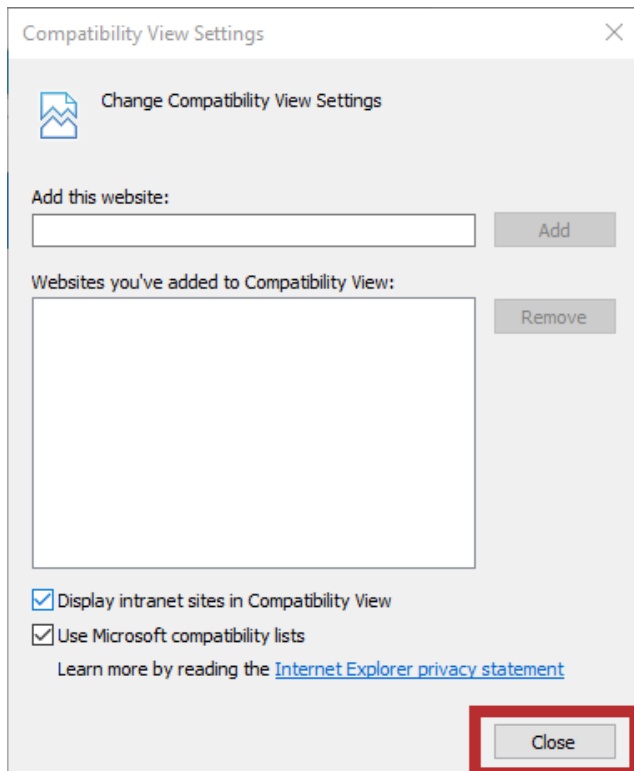 Compatibility View Settings
Change Compatibility View Settings
Add this website:
Add
Websites you've added to Compatibility View:
Remove
Display intranet sites in Compatibility View
Use Microsoft compatibility lists
Learn more by reading the Internet Explorer privacy statement
Close